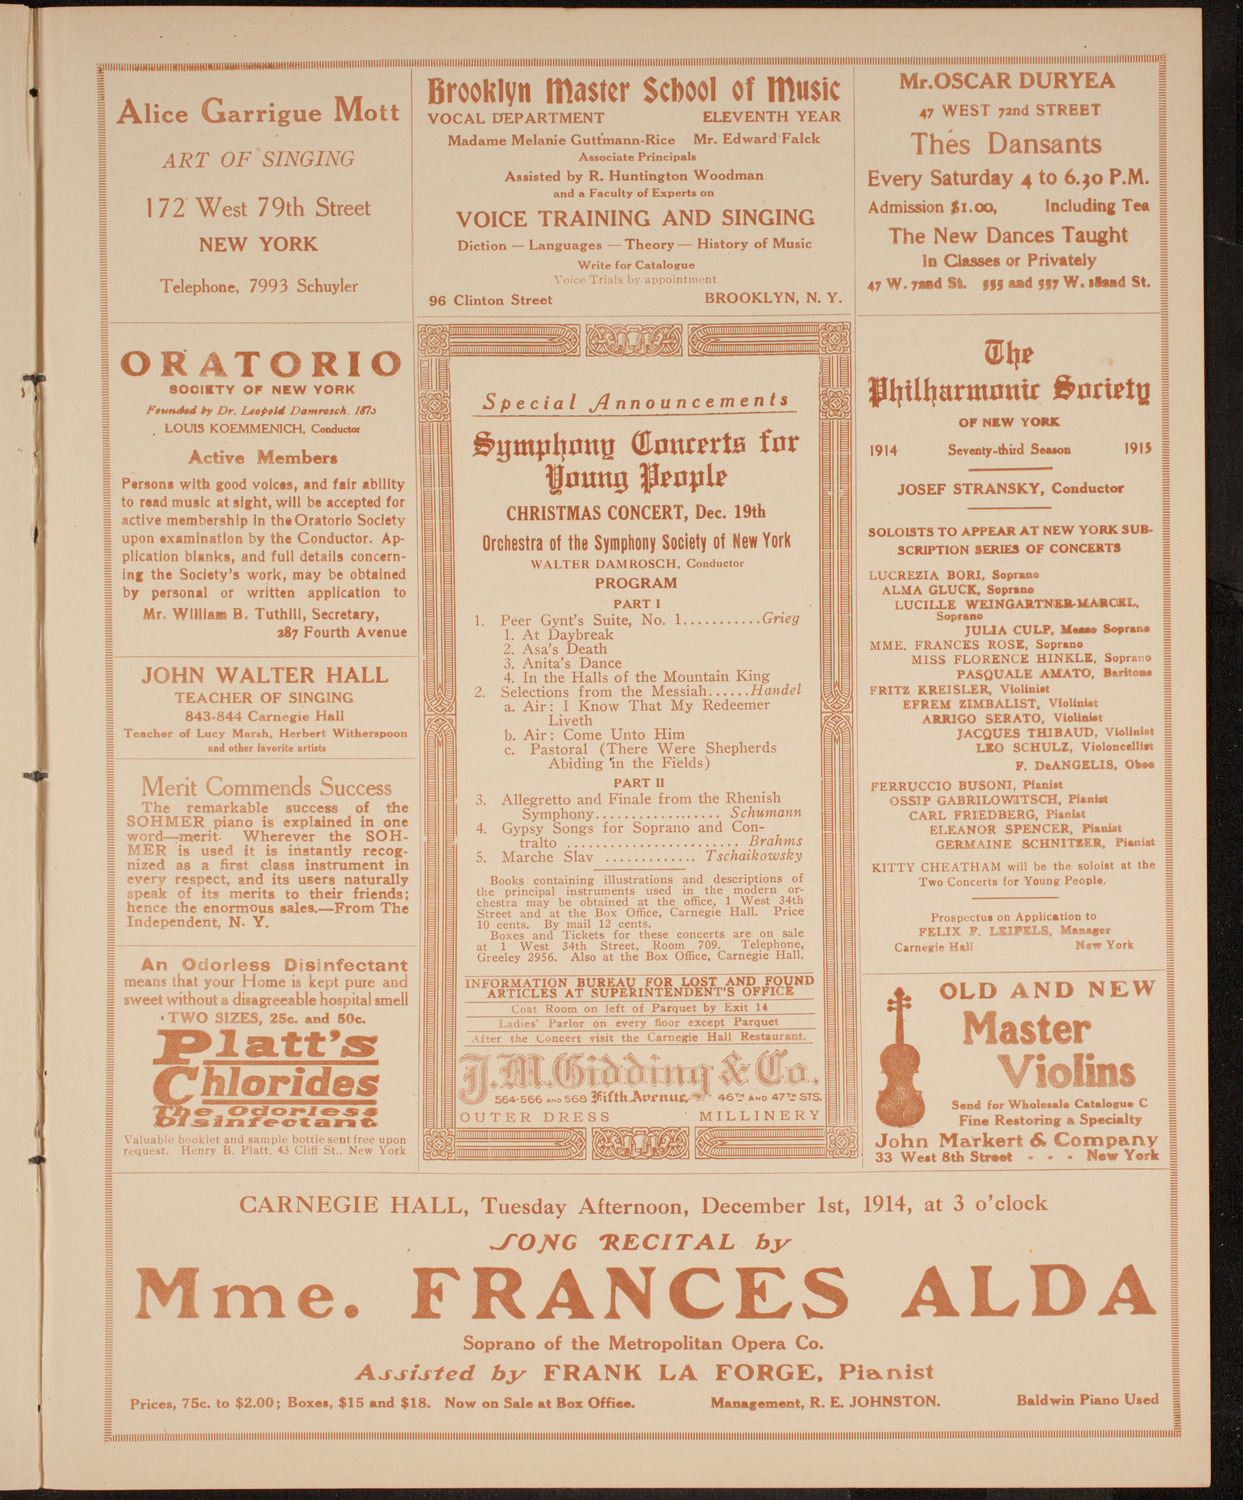 Alice Garrigue Mott
ART OF SINGING
172 West 79th Street
NEW YORK
Telephone, 7993 Schuyler
ORATORIO
SOCIETY OF NEW YORK
Founded by Dr. Leopold Damrosch, 1873
LOUIS KOEMMENICH, Conductor
Active Members
Persons with good voices, and fair ability
to read music at sight, will be accepted for
active membership in the Oratorio Society
upon examination by the Conductor. Ap-
plication blanks, and full details concern-
ing the Society's work, may be obtained
by personal or written application to
Mr. William B. Tuthill, Secretary,
287 Fourth Avenue
JOHN WALTER HALL
TEACHER OF SINGING
843-844 Carnegie Hall
Teacher of Lucy Marsh, Herbert Witherspoon
and other favorite artists
Merit Commends Success
The remarkable success of the
SOHMER piano is explained in one
word—merit. Wherever the SOH-
MER is used it is instantly recog-
nized as a first class instrument in
every respect, and its users naturally
speak of its merits to their friends;
hence the enormous sales.—From The
Independent, N. Y.
An Odorless Disinfectant
means that your Home is kept pure and
sweet without a disagreeable hospital smell
TWO SIZES, 25c. and 50c.
Platt's
Chlorides
The Odorless
Disinfectant
Valuable booklet and sample bottle sent free upon
request. Henry B. Platt, 43 Cliff St., New York
Brooklyn Master School of Music
VOCAL DEPARTMENT ELEVENTH YEAR
Madame Melanie Guttmann-Rice Mr. Edward Falck
Associate Principals
Assisted by R. Huntington Woodman
and a Faculty of Experts on
VOICE TRAINING AND SINGING
Diction — Languages — Theory — History of Music
Write for Catalogue
Voice Trials by appointment
96 Clinton Street BROOKLYN, N. Y.
Special Announcements
Symphony Concerts for
Young People
CHRISTMAS CONCERT, Dec. 19th
Orchestra of the Symphony Society of New York
WALTER DAMROSCH, Conductor
PROGRAM
PART I
1. Peer Gynt's Suite, No. 1...........Grieg
1. At Daybreak
2. Asa's Death
3. Anita's Dance
4. In the Halls of the Mountain King
2. Selections from the Messiah......Handel
a. Air: I Know That My Redeemer
Liveth
b. Air: Come Unto Him
c. Pastoral (There Were Shepherds
Abiding in the Fields)
PART II
3. Allegretto and Finale from the Rhenish
Symphony................. Schumann
4. Gypsy Songs for Soprano and Con-
tralto ........................ Brahms
5. Marche Slav ............. Tschaikowsky
Books containing illustrations and descriptions of
the principal instruments used in the modern or-
chestra may be obtained at the office, 1 West 34th
Street and at the Box Office, Carnegie Hall. Price
10 cents. By mail 12 cents.
Boxes and Tickets for these concerts are on sale
at 1 West 34th Street, Room 709. Telephone,
Greeley 2956. Also at the Box Office, Carnegie Hall.
INFORMATION BUREAU FOR LOST AND FOUND
ARTICLES AT SUPERINTENDENT'S OFFICE
Coat Room on left of Parquet by Exit 14
Ladies' Parlor on every floor except Parquet
After the Concert visit the Carnegie Hall Restaurant.
J.M. Gidding & Co.
564-566 AND 568 Fifth Avenue, 46TH AND 47TH STS.
OUTER DRESS MILLINERY
Mr. OSCAR DURYEA
47 WEST 72nd STREET
Thés Dansants
Every Saturday 4 to 6.30 P.M.
Admission $1.00, Including Tea
The New Dances Taught
In Classes or Privately
47 W. 72nd St. 555 and 557 W. 182nd St.
The
Philharmonic Society
OF NEW YORK
1914 Seventy-third Season 1915
JOSEF STRANSKY, Conductor
SOLOISTS TO APPEAR AT NEW YORK SUB-
SCRIPTION SERIES OF CONCERTS
LUCREZIA BORI, Soprano
ALMA GLUCK, Soprano
LUCILLE WEINGARTNER-MARCEL,
Soprano
JULIA CULP, Mezzo Soprano
MME. FRANCES ROSE, Soprano
MISS FLORENCE HINKLE, Soprano
PASQUALE AMATO, Baritone
FRITZ KREISLER, Violinist
EFREM ZIMBALIST, Violinist
ARRIGO SERATO, Violinist
JACQUES THIBAUD, Violinist
LEO SCHULZ, Violoncellist
F. DeANGELIS, Oboe
FERRUCCIO BUSONI, Pianist
OSSIP GABRILOWITSCH, Pianist
CARL FRIEDBERG, Pianist
ELEANOR SPENCER, Pianist
GERMAINE SCHNITZER, Pianist
KITTY CHEATHAM will be the soloist at the
Two Concerts for Young People.
Prospectus on Application to
FELIX F. LEIFELS, Manager
Carnegie Hall New York
OLD AND NEW
Master
Violins
Send for Wholesale Catalogue C
Fine Restoring a Specialty
John Markert & Company
33 West 8th Street - - - New York
CARNEGIE HALL, Tuesday Afternoon, December 1st, 1914, at 3 o'clock
SONG RECITAL by
Mme. FRANCES ALDA
Soprano of the Metropolitan Opera Co.
Assisted by FRANK LA FORGE, Pianist
Prices, 75c. to $2.00; Boxes, $15 and $18. Now on Sale at Box Office. Management, R. E. JOHNSTON. Baldwin Piano Used